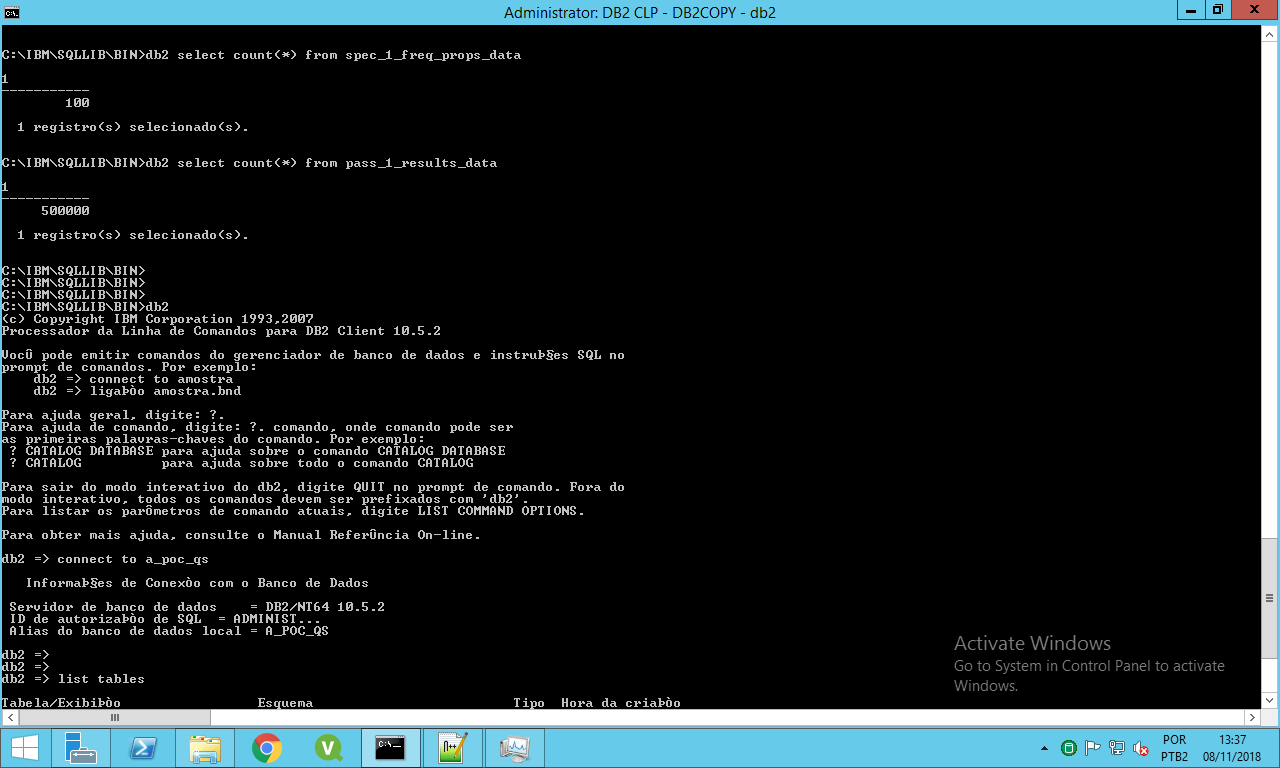 Administrator: DB2 CLP - DB2COPY - db2
C:\IBM\SQLLIB\BIN>db2 select count(*) from spec_1_freq_props_data
1
-----------
        100
  1 registro(s) selecionado(s).
C:\IBM\SQLLIB\BIN>db2 select count(*) from pass_1_results_data
1
-----------
     500000
  1 registro(s) selecionado(s).
C:\IBM\SQLLIB\BIN>
C:\IBM\SQLLIB\BIN>
C:\IBM\SQLLIB\BIN>
C:\IBM\SQLLIB\BIN>db2
(c) Copyright IBM Corporation 1993,2007
Processador da Linha de Comandos para DB2 Client 10.5.2
VocÛ pode emitir comandos do gerenciador de banco de dados e instruÞ§es SQL no
prompt de comandos. Por exemplo:
    db2 => connect to amostra
    db2 => ligaÞòo amostra.bnd
Para ajuda geral, digite: ?.
Para ajuda de comando, digite: ?. comando, onde comando pode ser
as primeiras palavras-chaves do comando. Por exemplo:
 ? CATALOG DATABASE para ajuda sobre o comando CATALOG DATABASE
 ? CATALOG          para ajuda sobre todo o comando CATALOG
Para sair do modo interativo do db2, digite QUIT no prompt de comando. Fora do
modo interativo, todos os comandos devem ser prefixados com 'db2'.
Para listar os parâmetros de comando atuais, digite LIST COMMAND OPTIONS.
Para obter mais ajuda, consulte o Manual ReferÛncia On-line.
db2 => connect to a_poc_qs
   InformaÞ§es de Conexòo com o Banco de Dados
 Servidor de banco de dados    = DB2/NT64 10.5.2
 ID de autorizaÞòo de SQL  = ADMINIST...
 Alias do banco de dados local = A_POC_QS
db2 =>
db2 =>
db2 => list tables
Tabela/ExibiÞòo                 Esquema                         Tipo  Hora da criaÞòo
Activate Windows
Go to System in Control Panel to activate
Windows.
POR 13:37
PTB2 08/11/2018